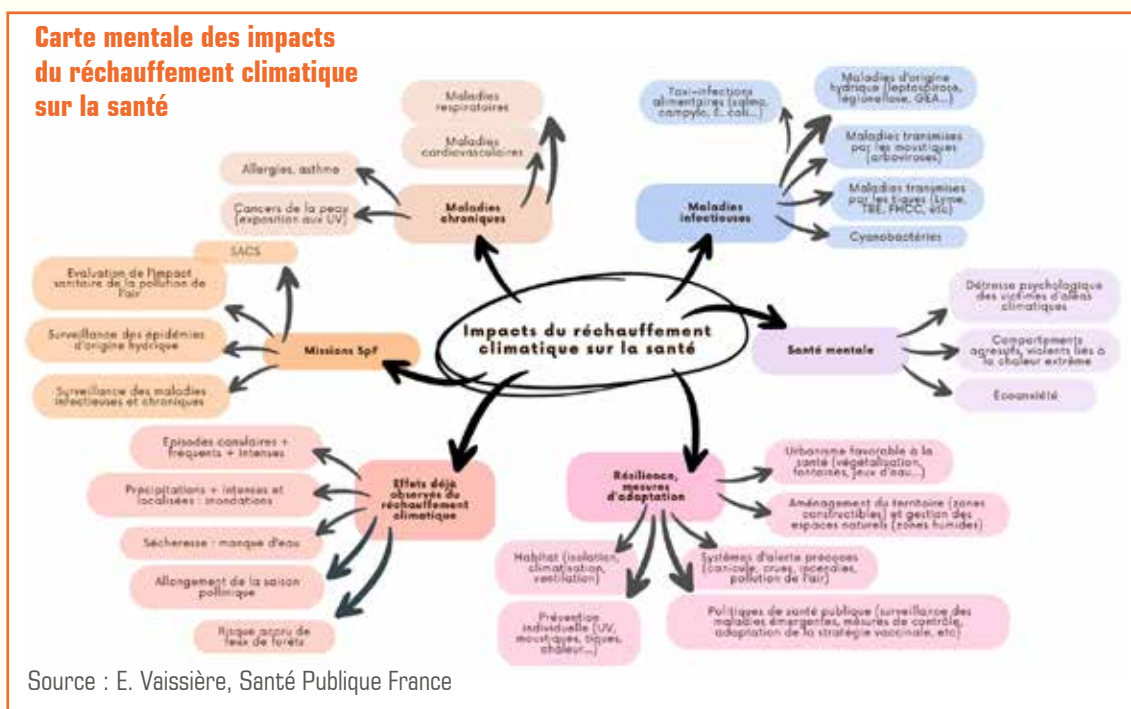 Carte mentale des impacts
du réchauffement climatique
sur la santé
Maladies
respiratoires
Maladies
cardiovasculaires
Allergies, asthme
Cancers de la peau
(exposition aux UV)
Maladies
chroniques
Toxi-infections
alimentaires (salmo,
campylo, E. coli...)
Maladies d'origine
hydrique (leptospirose,
légionellose, GEA...)
Maladies transmises
par les moustiques
(arboviroses)
Maladies transmises
par les tiques (Lyme,
TBE, FHCC, etc)
Cyanobactéries
Maladies
infectieuses
SACS
Evaluation de l'impact
sanitaire de la pollution de
l'air
Surveillance des épidémies
d'origine hydrique
Surveillance des maladies
infectieuses et chroniques
Missions SpF
Impacts du réchauffement
climatique sur la santé
Santé mentale
Détresse psychologique
des victimes d'aléas
climatiques
Comportements
agressifs, violents liés à
la chaleur extrême
Ecoanxiété
Episodes caniculaires +
fréquents + intenses
Précipitations + intenses et
localisées : inondations
Sécheresse : manque d'eau
Allongement de la saison
pollinique
Risque accru de
feux de forêts
Effets déjà
observés du
réchauffement
climatique
Résilience,
mesures
d'adaptation
Urbanisme favorable à la
santé (végétalisation,
fontaines, jeux d'eau...)
Aménagement du territoire (zones
constructibles) et gestion des
espaces naturels (zones humides)
Habitat (isolation,
climatisation,
ventilation)
Systèmes d'alerte précoces
(canicule, crues, incendies,
pollution de l'air)
Prévention
individuelle (UV,
moustiques, tiques,
chaleur...)
Politiques de santé publique (surveillance des
maladies émergentes, mesures de contrôle,
adaptation de la stratégie vaccinale, etc)
Source : E. Vaissière, Santé Publique France